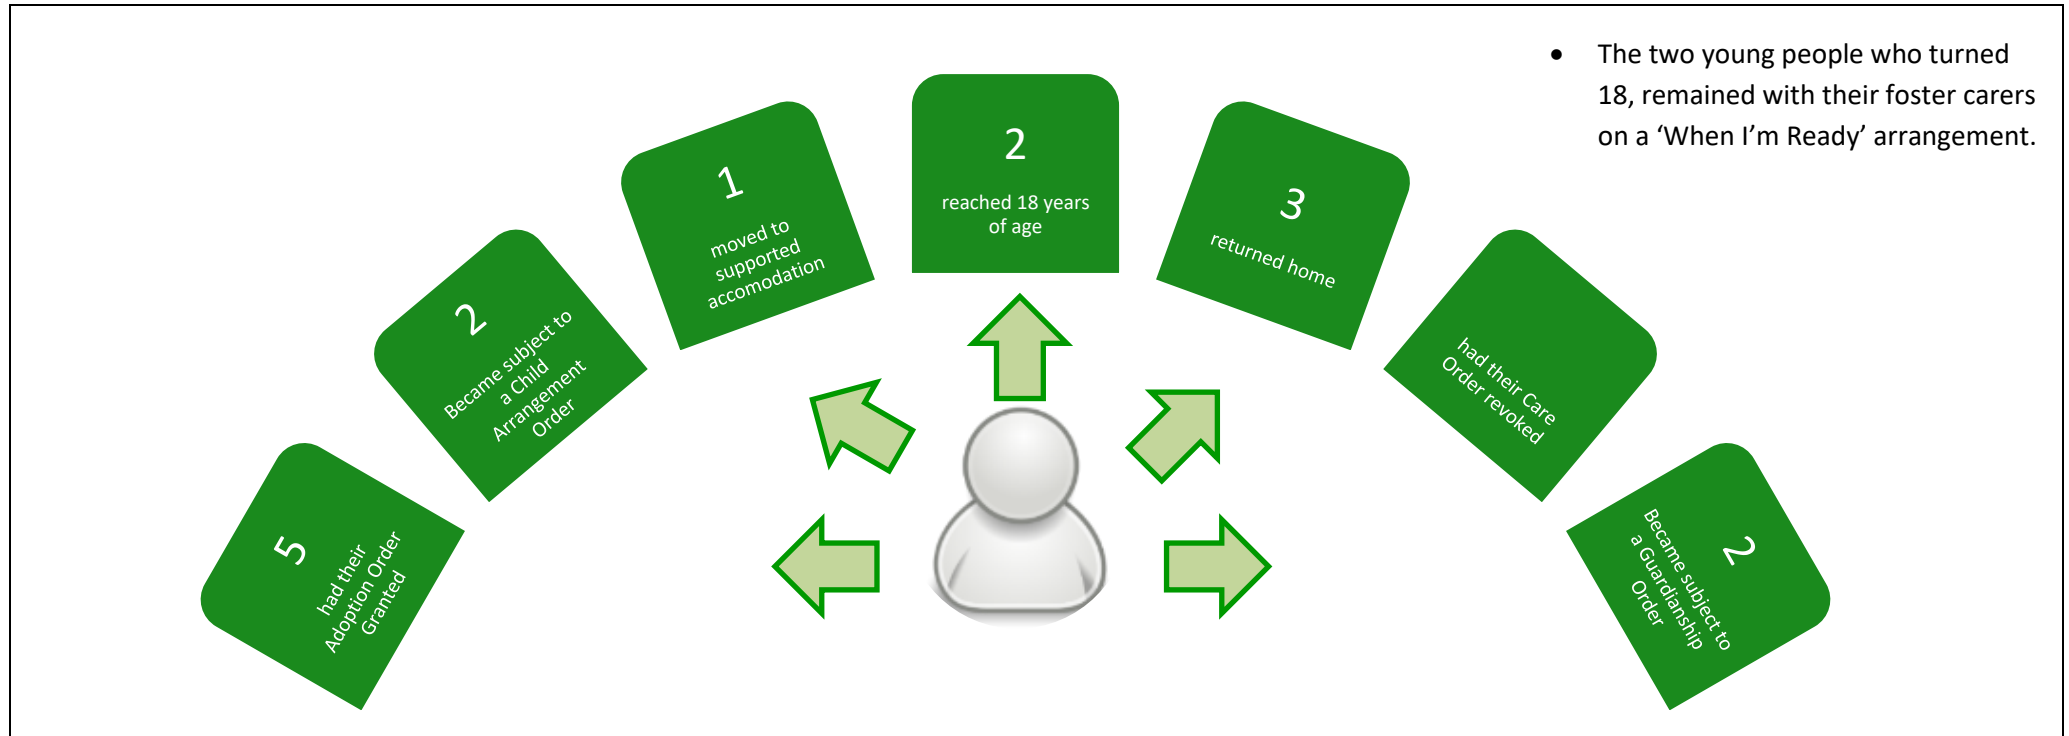 5
had their
Adoption Order
Granted
2
Became subject to
a Child
Arrangement
Order
1
moved to
supported
accomodation
2
reached 18 years
of age
3
returned home
had their Care
Order revoked
2
Became subject to
a Guardianship
Order
• The two young people who turned
18, remained with their foster carers
on a ‘When I’m Ready’ arrangement.